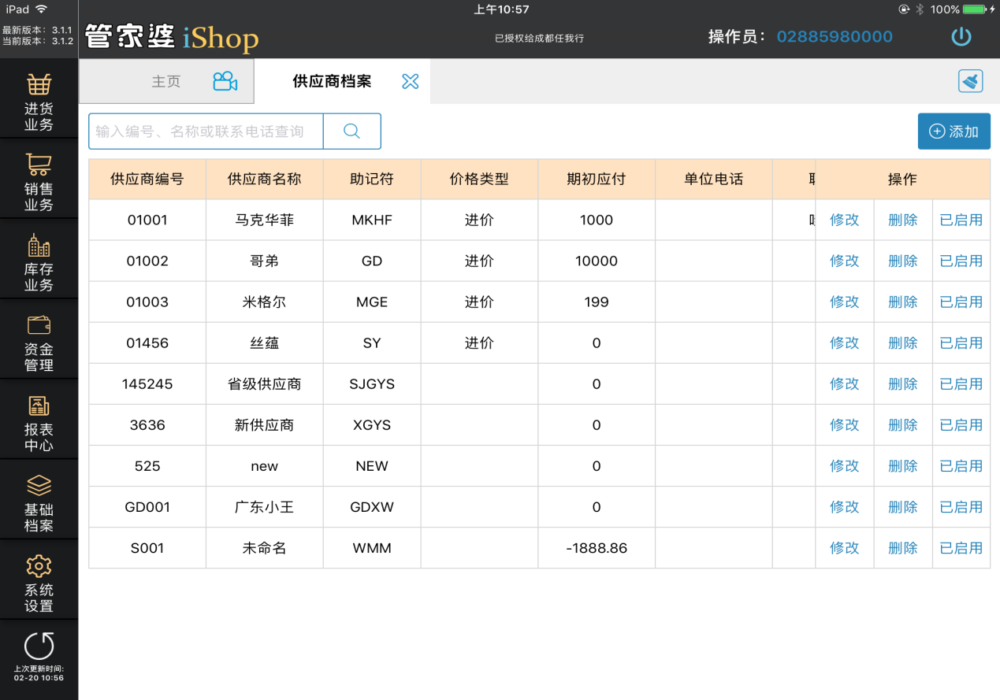 iPad
上午10:57
100%
最新版本: 3.1.1
当前版本: 3.1.2
管家婆 iShop
已授权给成都任我行
操作员: 02885980000
主页
供应商档案
进货
业务
销售
业务
库存
业务
资金
管理
报表
中心
基础
档案
系统
设置
上次更新时间:
02-20 10:56
输入编号、名称或联系电话查询
添加
供应商编号 供应商名称 助记符 价格类型 期初应付 单位电话 操作
01001 马克华菲 MKHF 进价 1000 修改 删除 已启用
01002 哥弟 GD 进价 10000 修改 删除 已启用
01003 米格尔 MGE 进价 199 修改 删除 已启用
01456 丝蕴 SY 进价 0 修改 删除 已启用
145245 省级供应商 SJGYS 0 修改 删除 已启用
3636 新供应商 XGYS 0 修改 删除 已启用
525 new NEW 0 修改 删除 已启用
GD001 广东小王 GDXW 0 修改 删除 已启用
S001 未命名 WMM -1888.86 修改 删除 已启用